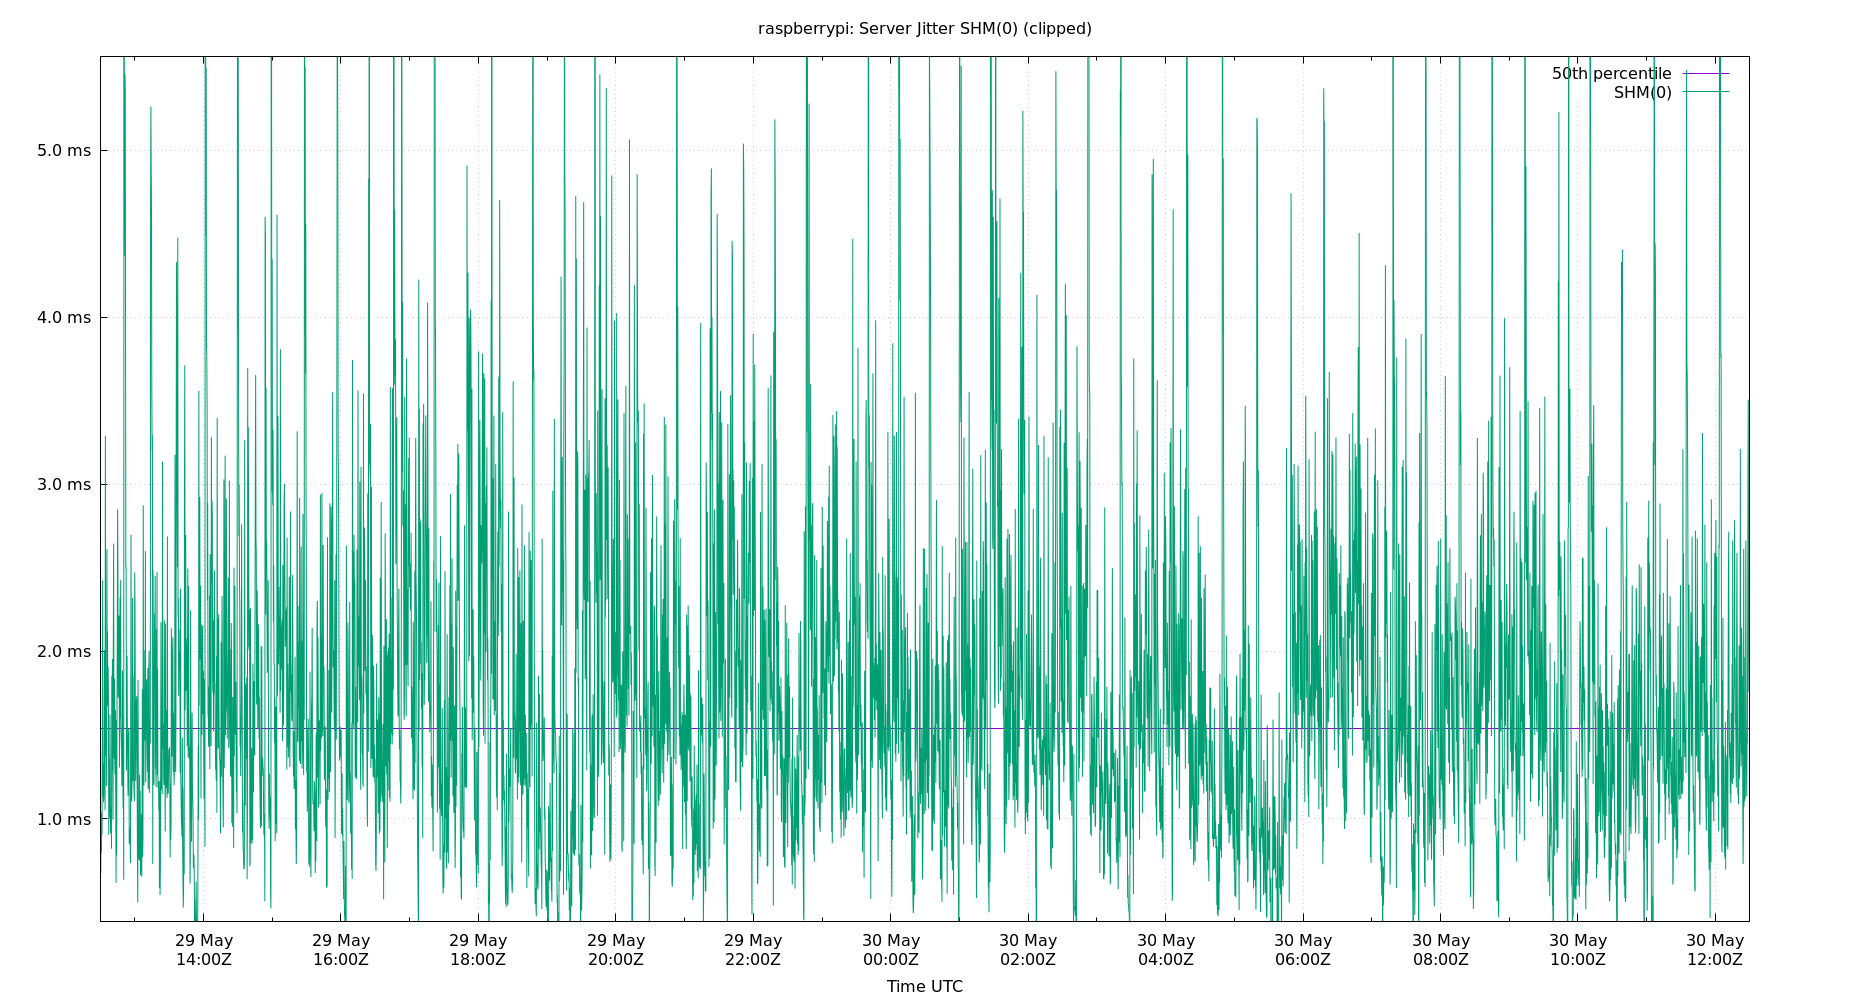 raspberrypi: Server Jitter SHM(0) (clipped)
50th percentile
SHM(0)
5.0 ms
4.0 ms
3.0 ms
2.0 ms
1.0 ms
29 May 29 May 29 May 29 May 29 May 30 May 30 May 30 May 30 May 30 May 30 May 30 May
14:00Z 16:00Z 18:00Z 20:00Z 22:00Z 00:00Z 02:00Z 04:00Z 06:00Z 08:00Z 10:00Z 12:00Z
Time UTC